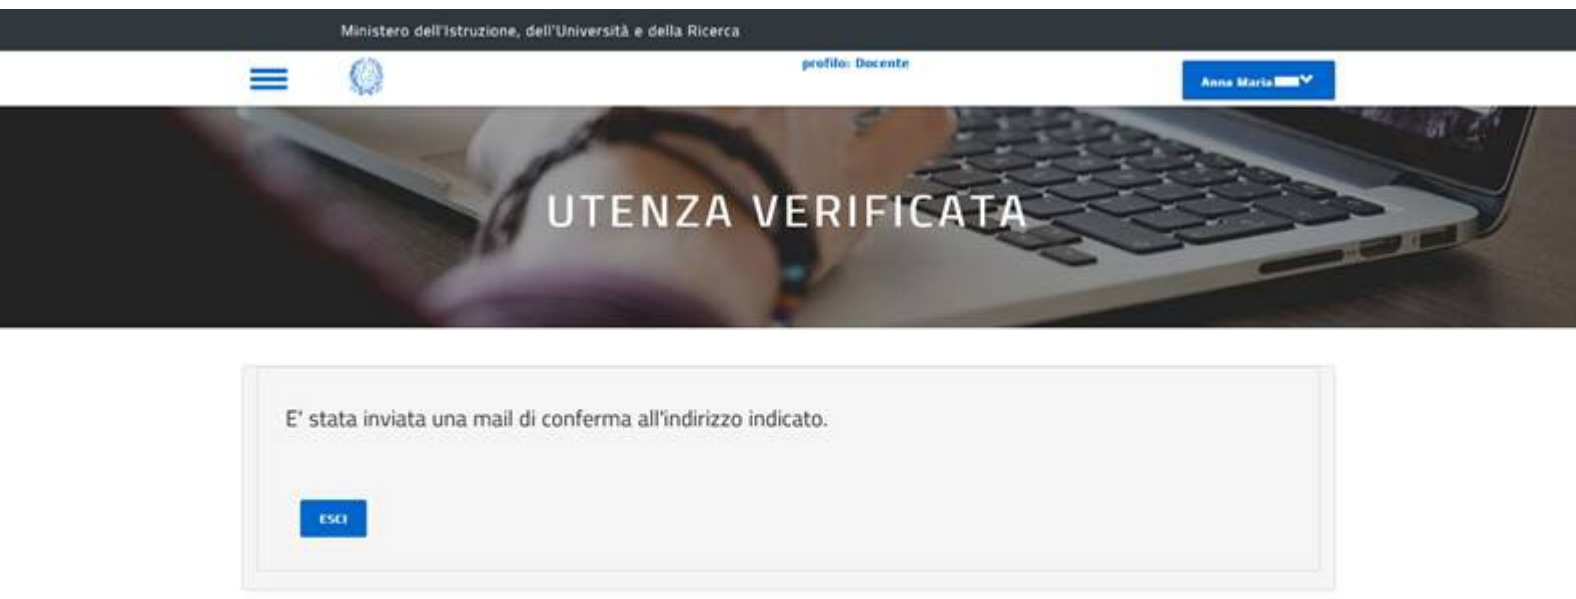 Ministero dell'Istruzione, dell'Università e della Ricerca
profilo: Docente
Anna Maria
UTENZA VERIFICATA
E' stata inviata una mail di conferma all'indirizzo indicato.
ESCI